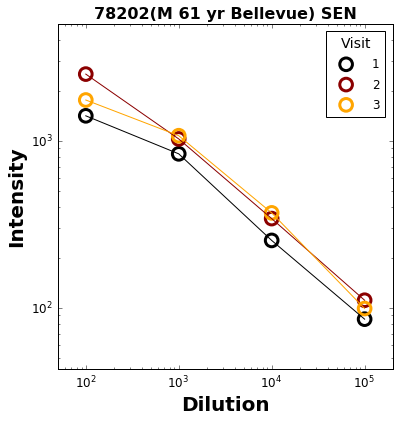 78202(M 61 yr Bellevue) SEN
Visit
1
2
3
Intensity
10³
10²
10² 10³ 10⁴ 10⁵
Dilution